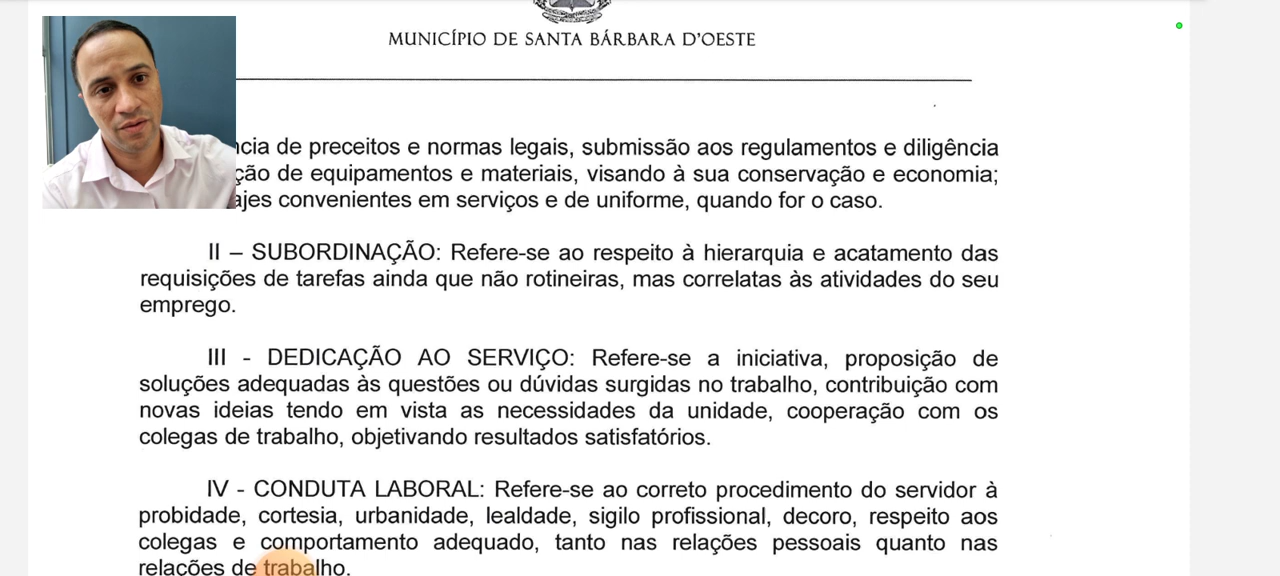 MUNICÍPIO DE SANTA BÁRBARA D'OESTE
de preceitos e normas legais, submissão aos regulamentos e diligência
de equipamentos e materiais, visando à sua conservação e economia;
convenientes em serviços e de uniforme, quando for o caso.
II – SUBORDINAÇÃO: Refere-se ao respeito à hierarquia e acatamento das
requisições de tarefas ainda que não rotineiras, mas correlatas às atividades do seu
emprego.
III - DEDICAÇÃO AO SERVIÇO: Refere-se a iniciativa, proposição de
soluções adequadas às questões ou dúvidas surgidas no trabalho, contribuição com
novas ideias tendo em vista as necessidades da unidade, cooperação com os
colegas de trabalho, objetivando resultados satisfatórios.
IV - CONDUTA LABORAL: Refere-se ao correto procedimento do servidor à
probidade, cortesia, urbanidade, lealdade, sigilo profissional, decoro, respeito aos
colegas e comportamento adequado, tanto nas relações pessoais quanto nas
relações de trabalho.